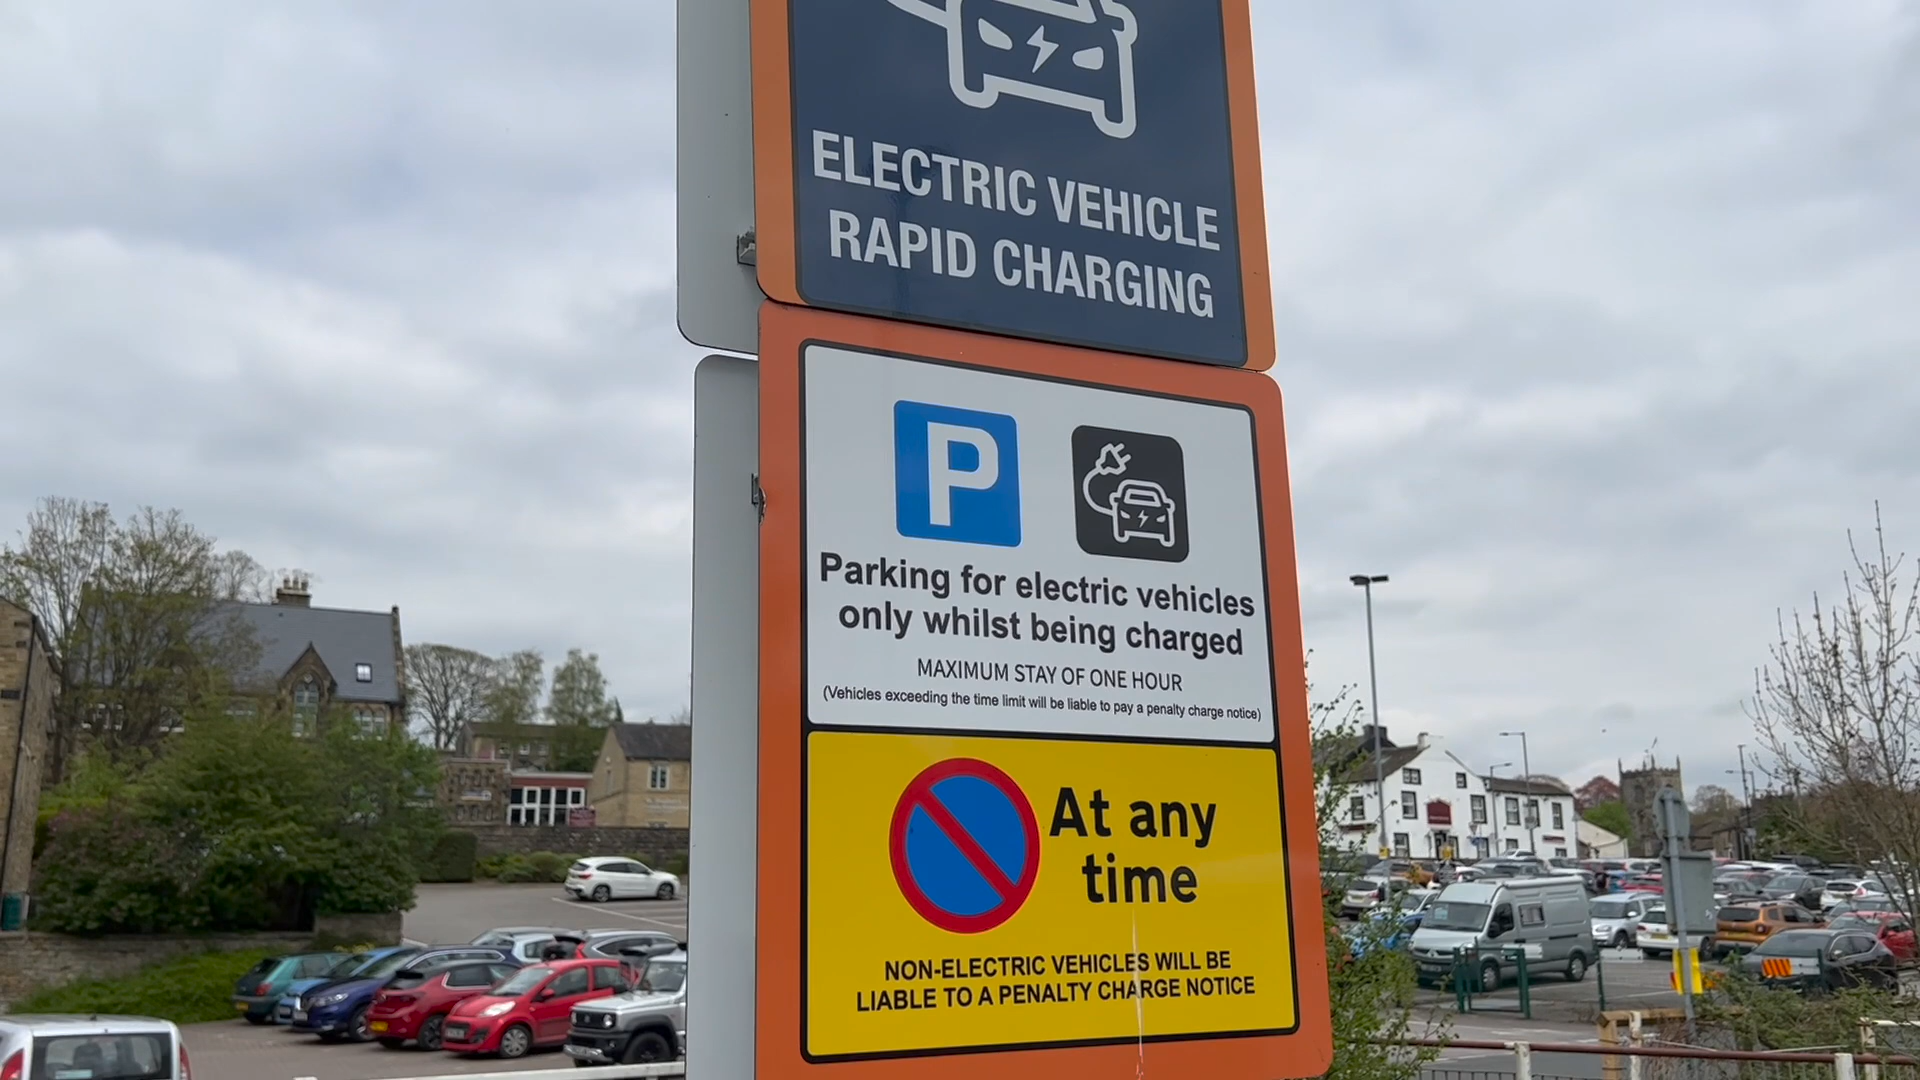 ELECTRIC VEHICLE
RAPID CHARGING
P
Parking for electric vehicles
only whilst being charged
MAXIMUM STAY OF ONE HOUR
(Vehicles exceeding the time limit will be liable to pay a penalty charge notice)
At any
time
NON-ELECTRIC VEHICLES WILL BE
LIABLE TO A PENALTY CHARGE NOTICE